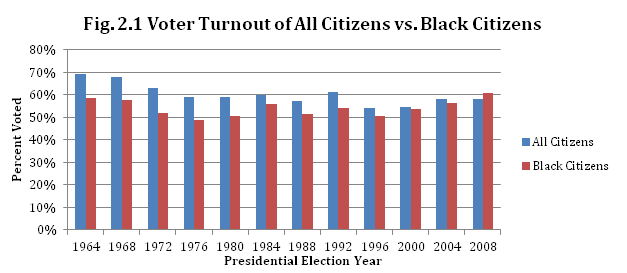 Fig. 2.1 Voter Turnout of All Citizens vs. Black Citizens
80%
70%
60%
50%
40%
30%
20%
10%
0%
Percent Voted
All Citizens
Black Citizens
1964 1968 1972 1976 1980 1984 1988 1992 1996 2000 2004 2008
Presidential Election Year